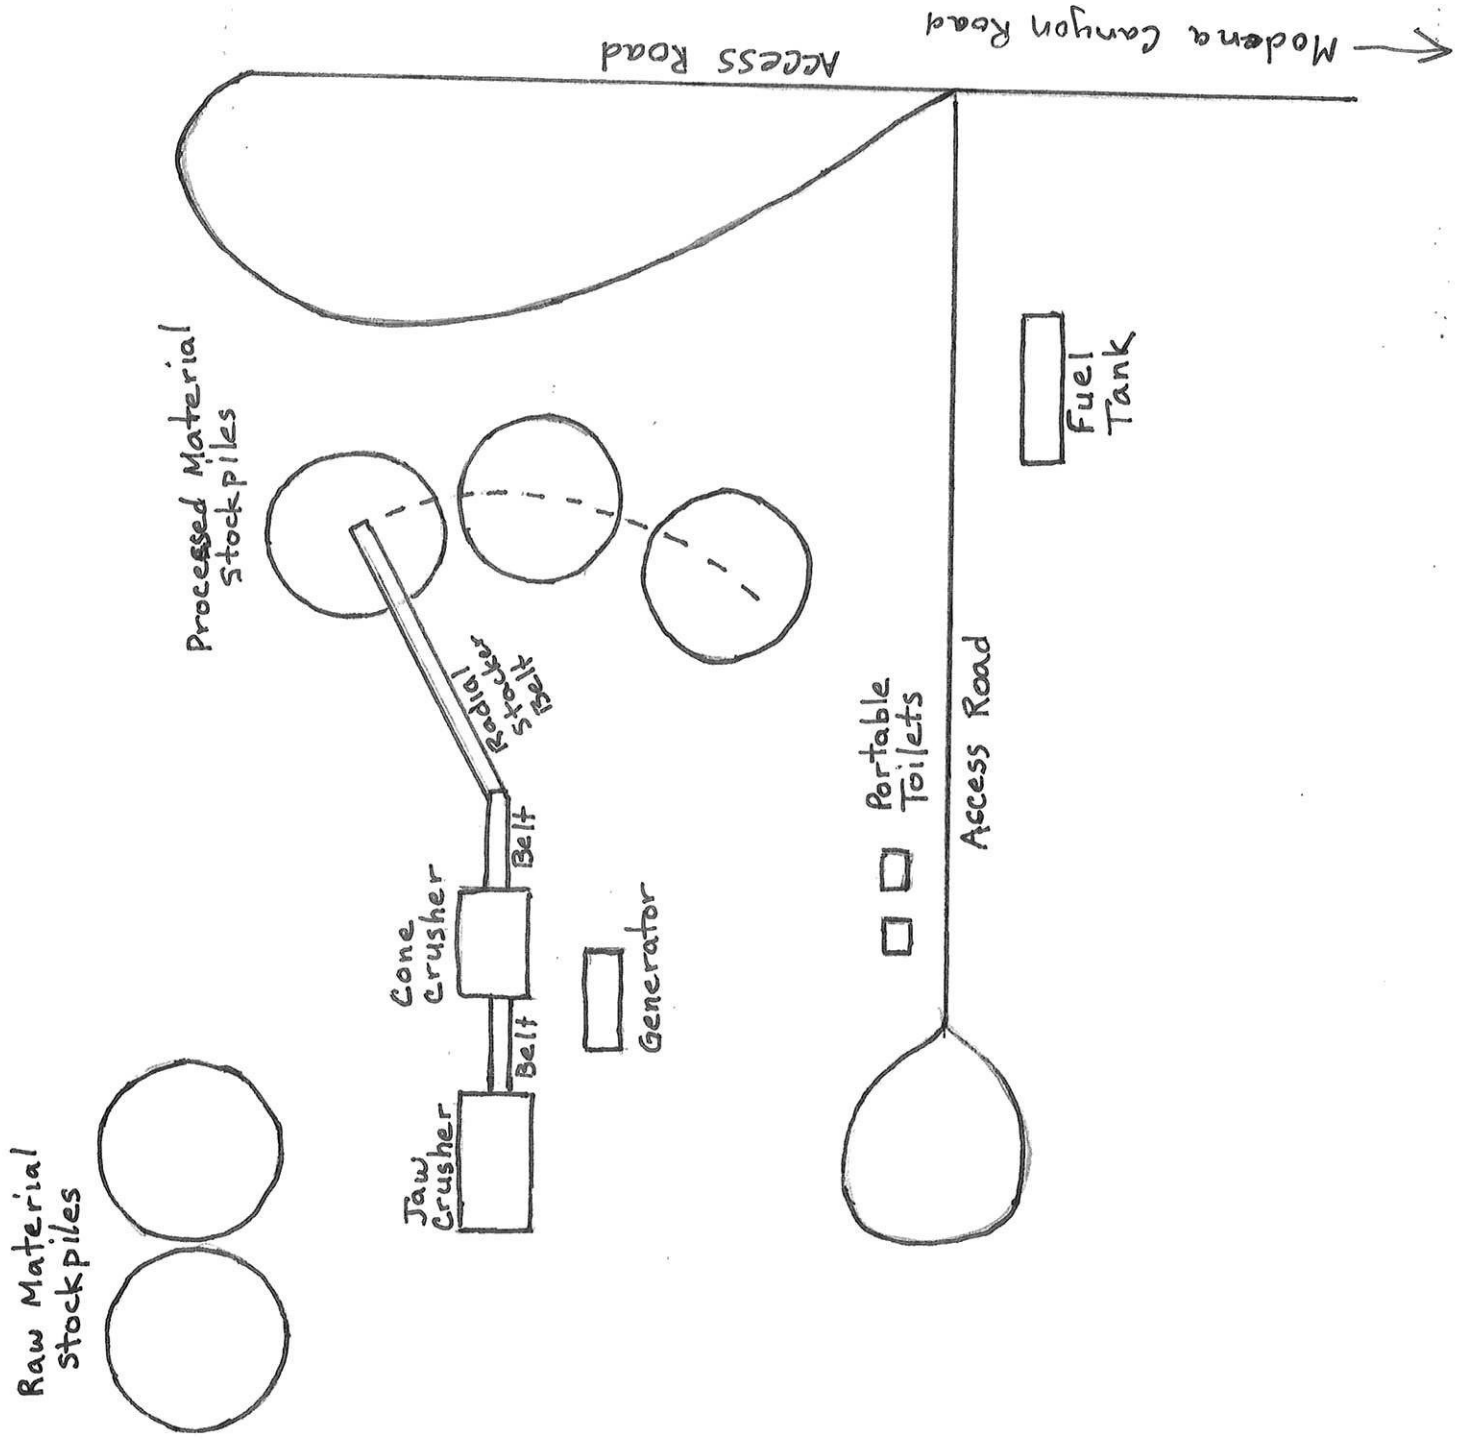 Modena Canyon Road
Access Road
Processed Material
Stockpiles
Fuel
Tank
Radial
Stacker
Belt
Portable
Toilets
Access Road
Belt
Cone
Crusher
Generator
Belt
Jaw
Crusher
Raw Material
Stockpiles